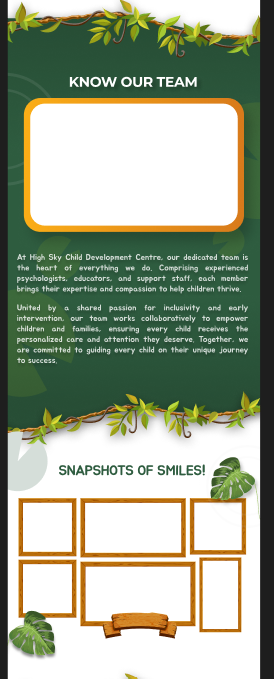 KNOW OUR TEAM
At High Sky Child Development Centre, our dedicated team is
the heart of everything we do. Comprising experienced
psychologists, educators, and support staff, each member
brings their expertise and compassion to help children thrive.
United by a shared passion for inclusivity and early
intervention, our team works collaboratively to empower
children and families, ensuring every child receives the
personalized care and attention they deserve. Together, we
are committed to guiding every child on their unique journey
to success.
SNAPSHOTS OF SMILES!